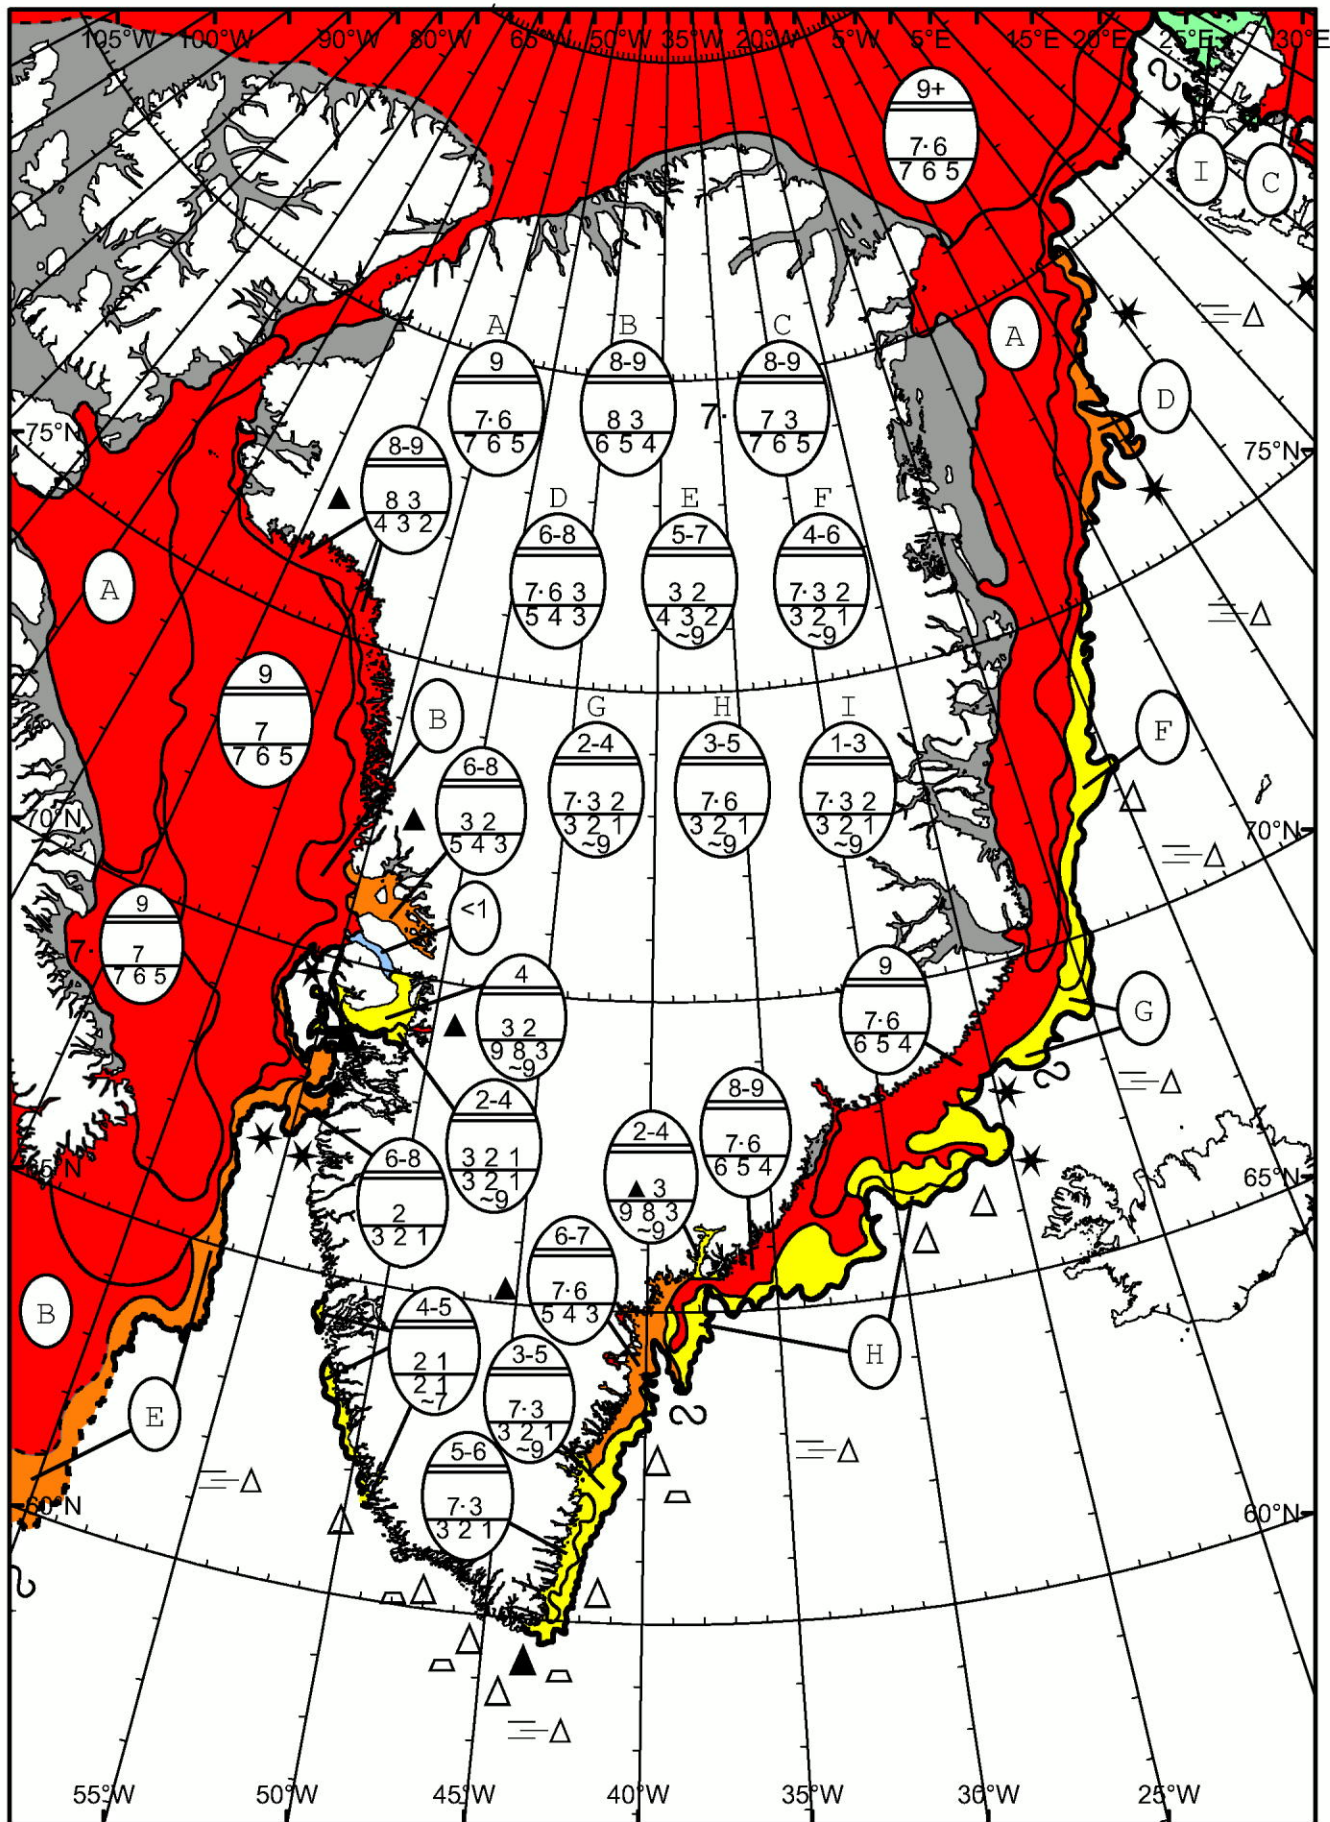 105°W 100°W 90°W 80°W 65°W 50°W 35°W 20°W 5°W 5°E 15°E 20°E 25°E 30°E
9+
7· 6
7 6 5
I
C
A
A
B
C
9
7· 6
7 6 5
8-9
8 3
6 5 4
7·
8-9
7 3
7 6 5
D
75°N
75°N
8-9
8 3
4 3 2
D
E
F
6-8
7· 6 3
5 4 3
5-7
3 2
4 3 2
~9
4-6
7· 3 2
3 2 1
~9
A
9
7
7 6 5
B
G
H
I
F
2-4
7· 3 2
3 2 1
~9
3-5
7· 6
3 2 1
~9
1-3
7· 3 2
3 2 1
~9
6-8
3 2
5 4 3
70°N
70°N
<1
9
7·
7
7 6 5
4
3 2
9 8 3
~9
9
7· 6
6 5 4
G
2-4
3 2 1
3 2 1
~9
8-9
7· 6
6 5 4
2-4
3
9 8 3
~9
65°N
65°N
6-8
2
3 2 1
6-7
7· 6
5 4 3
B
4-5
2 1
2 1
~7
3-5
7· 3
3 2 1
~9
H
E
5-6
7· 3
3 2 1
60°N
60°N
55°W 50°W 45°W 40°W 35°W 30°W 25°W